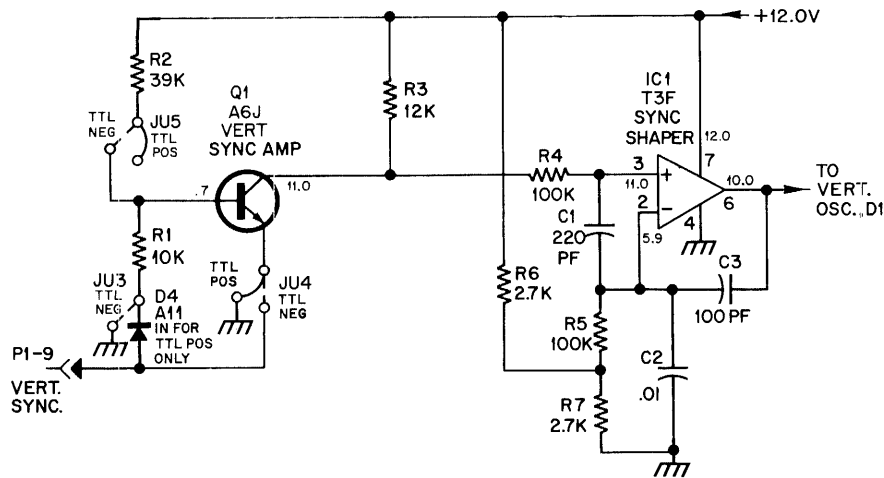 +12.0V
R2
39K
TTL
NEG
JU5
TTL
POS
Q1
A6J
VERT
SYNC AMP
R3
12K
IC1
T3F
SYNC
SHAPER
12.0
7
.7
11.0
R4
100K
3
11.0
+
2
−
5.9
4
10.0
6
TO
VERT.
OSC., D1
C1
220
PF
R1
10K
JU3
TTL
NEG
D4
A11
IN FOR
TTL POS
ONLY
TTL
POS
JU4
TTL
NEG
R6
2.7K
C3
100PF
R5
100K
C2
.01
R7
2.7K
P1-9
VERT.
SYNC.